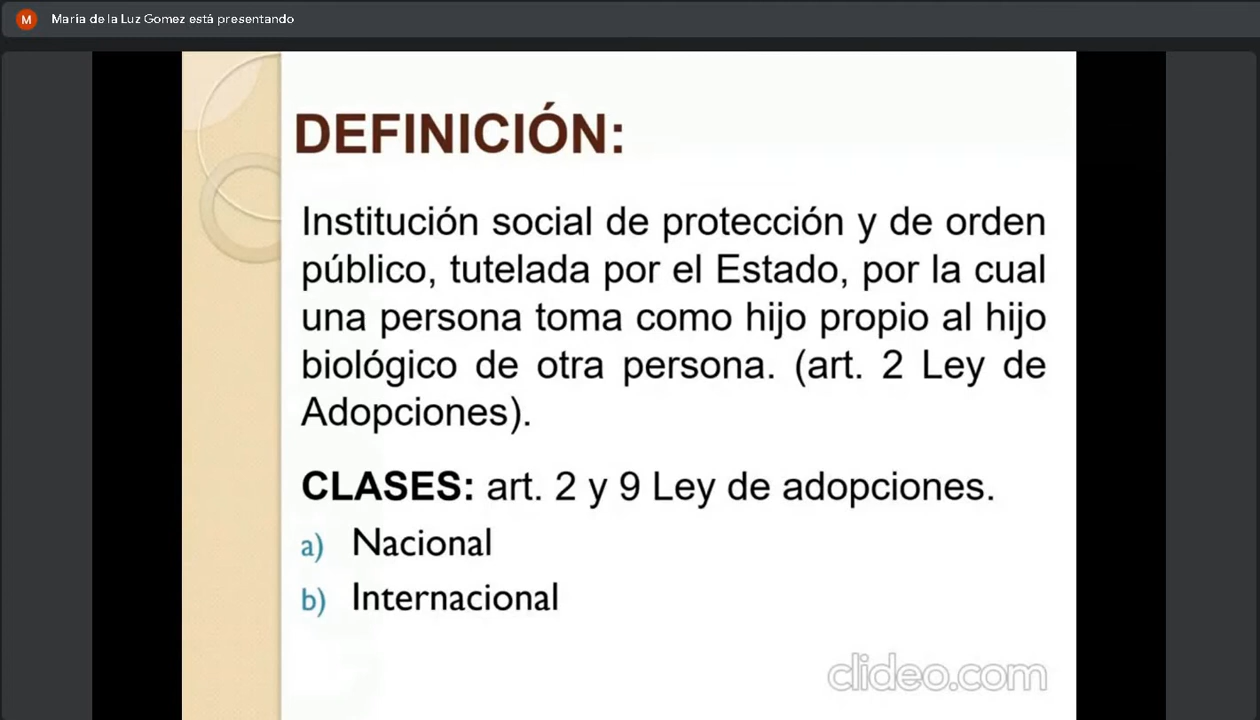 M María de la Luz Gomez está presentando
DEFINICIÓN:
Institución social de protección y de orden
público, tutelada por el Estado, por la cual
una persona toma como hijo propio al hijo
biológico de otra persona. (art. 2 Ley de
Adopciones).
CLASES: art. 2 y 9 Ley de adopciones.
a) Nacional
b) Internacional
clideo.com